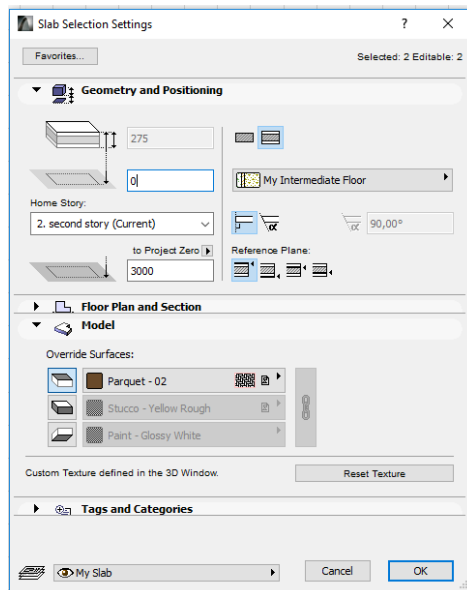 Slab Selection Settings
? ×
Favorites...
Selected: 2 Editable: 2
Geometry and Positioning
275
0
My Intermediate Floor
Home Story:
2. second story (Current)
α
α 90,00°
to Project Zero
Reference Plane:
3000
Floor Plan and Section
Model
Override Surfaces:
Parquet - 02
Stucco - Yellow Rough
Paint - Glossy White
Custom Texture defined in the 3D Window.
Reset Texture
Tags and Categories
My Slab
Cancel
OK